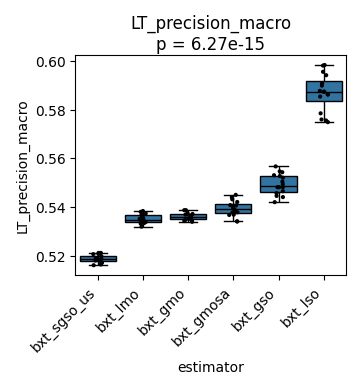 LT_precision_macro
p = 6.27e-15
LT_precision_macro
0.60
0.58
0.56
0.54
0.52
bxt_sgso_us
bxt_lmo
bxt_gmo
bxt_gmosa
bxt_gso
bxt_lso
estimator